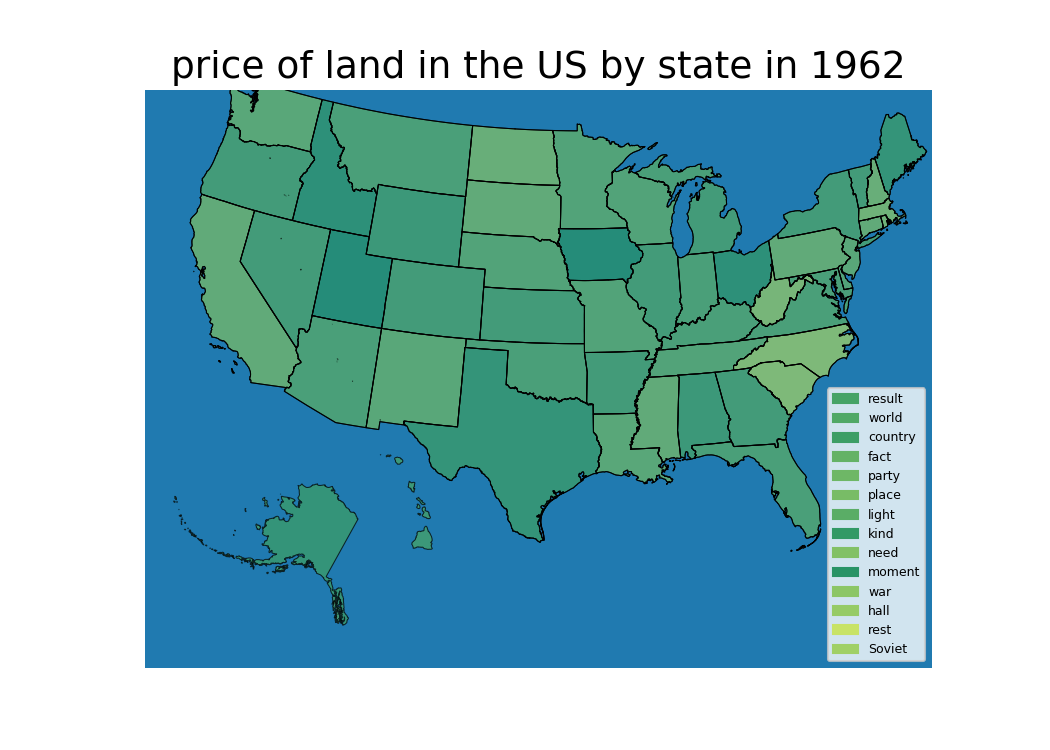 price of land in the US by state in 1962
result
world
country
fact
party
place
light
kind
need
moment
war
hall
rest
Soviet